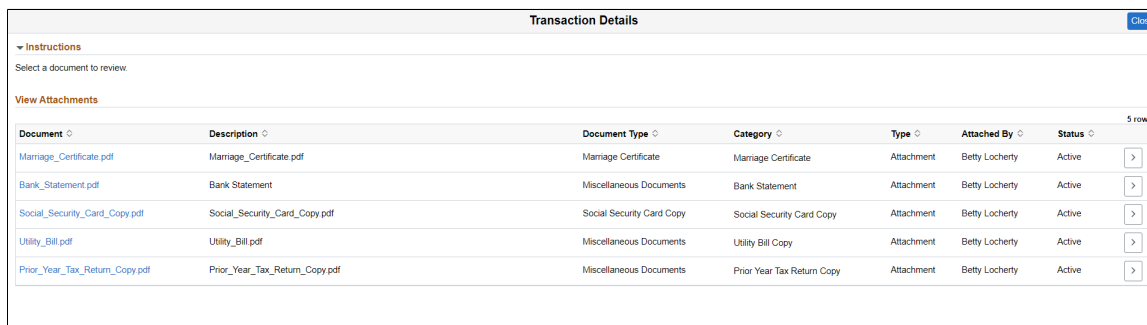 Transaction Details Clos
Instructions
Select a document to review.
View Attachments
5 row
Document Description Document Type Category Type Attached By Status
Marriage_Certificate.pdf Marriage_Certificate.pdf Marriage Certificate Marriage Certificate Attachment Betty Locherty Active
Bank_Statement.pdf Bank Statement Miscellaneous Documents Bank Statement Attachment Betty Locherty Active
Social_Security_Card_Copy.pdf Social_Security_Card_Copy.pdf Social Security Card Copy Social Security Card Copy Attachment Betty Locherty Active
Utility_Bill.pdf Utility_Bill.pdf Miscellaneous Documents Utility Bill Copy Attachment Betty Locherty Active
Prior_Year_Tax_Return_Copy.pdf Prior_Year_Tax_Return_Copy.pdf Miscellaneous Documents Prior Year Tax Return Copy Attachment Betty Locherty Active